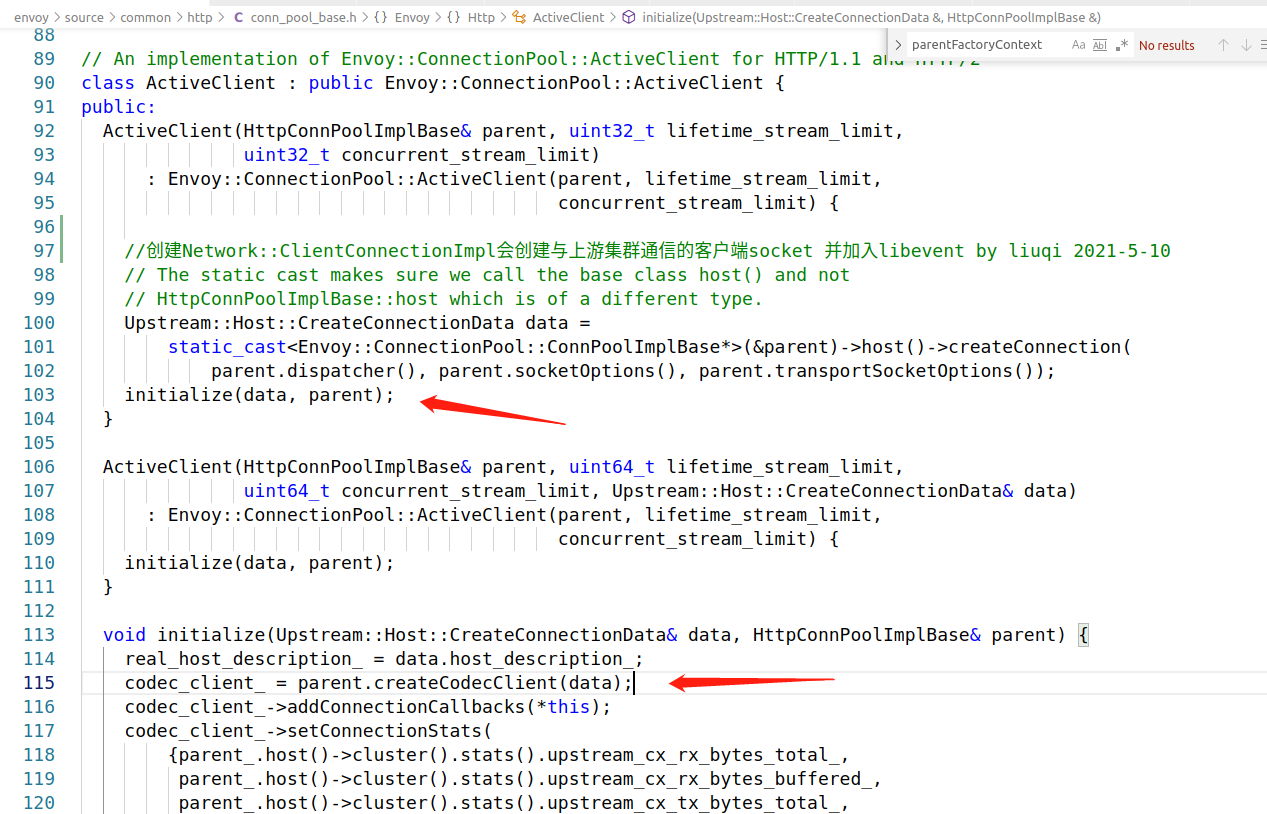 envoy > source > common > http > C conn_pool_base.h > {} Envoy > {} Http > ActiveClient > initialize(Upstream::Host::CreateConnectionData &, HttpConnPoolImplBase &)
parentFactoryContext Aa Abl .* No results
88
89 // An implementation of Envoy::ConnectionPool::ActiveClient for HTTP/1.1 and HTTP/2
90 class ActiveClient : public Envoy::ConnectionPool::ActiveClient {
91 public:
92 ActiveClient(HttpConnPoolImplBase& parent, uint32_t lifetime_stream_limit,
93 uint32_t concurrent_stream_limit)
94 : Envoy::ConnectionPool::ActiveClient(parent, lifetime_stream_limit,
95 concurrent_stream_limit) {
96
97 //创建Network::ClientConnectionImpl会创建与上游集群通信的客户端socket 并加入libevent by liuqi 2021-5-10
98 // The static cast makes sure we call the base class host() and not
99 // HttpConnPoolImplBase::host which is of a different type.
100 Upstream::Host::CreateConnectionData data =
101 static_cast<Envoy::ConnectionPool::ConnPoolImplBase*>(&parent)->host()->createConnection(
102 parent.dispatcher(), parent.socketOptions(), parent.transportSocketOptions());
103 initialize(data, parent);
104 }
105
106 ActiveClient(HttpConnPoolImplBase& parent, uint64_t lifetime_stream_limit,
107 uint64_t concurrent_stream_limit, Upstream::Host::CreateConnectionData& data)
108 : Envoy::ConnectionPool::ActiveClient(parent, lifetime_stream_limit,
109 concurrent_stream_limit) {
110 initialize(data, parent);
111 }
112
113 void initialize(Upstream::Host::CreateConnectionData& data, HttpConnPoolImplBase& parent) {
114 real_host_description_ = data.host_description_;
115 codec_client_ = parent.createCodecClient(data);
116 codec_client_->addConnectionCallbacks(*this);
117 codec_client_->setConnectionStats(
118 {parent_.host()->cluster().stats().upstream_cx_rx_bytes_total_,
119 parent_.host()->cluster().stats().upstream_cx_rx_bytes_buffered_,
120 parent_.host()->cluster().stats().upstream_cx_tx_bytes_total_,